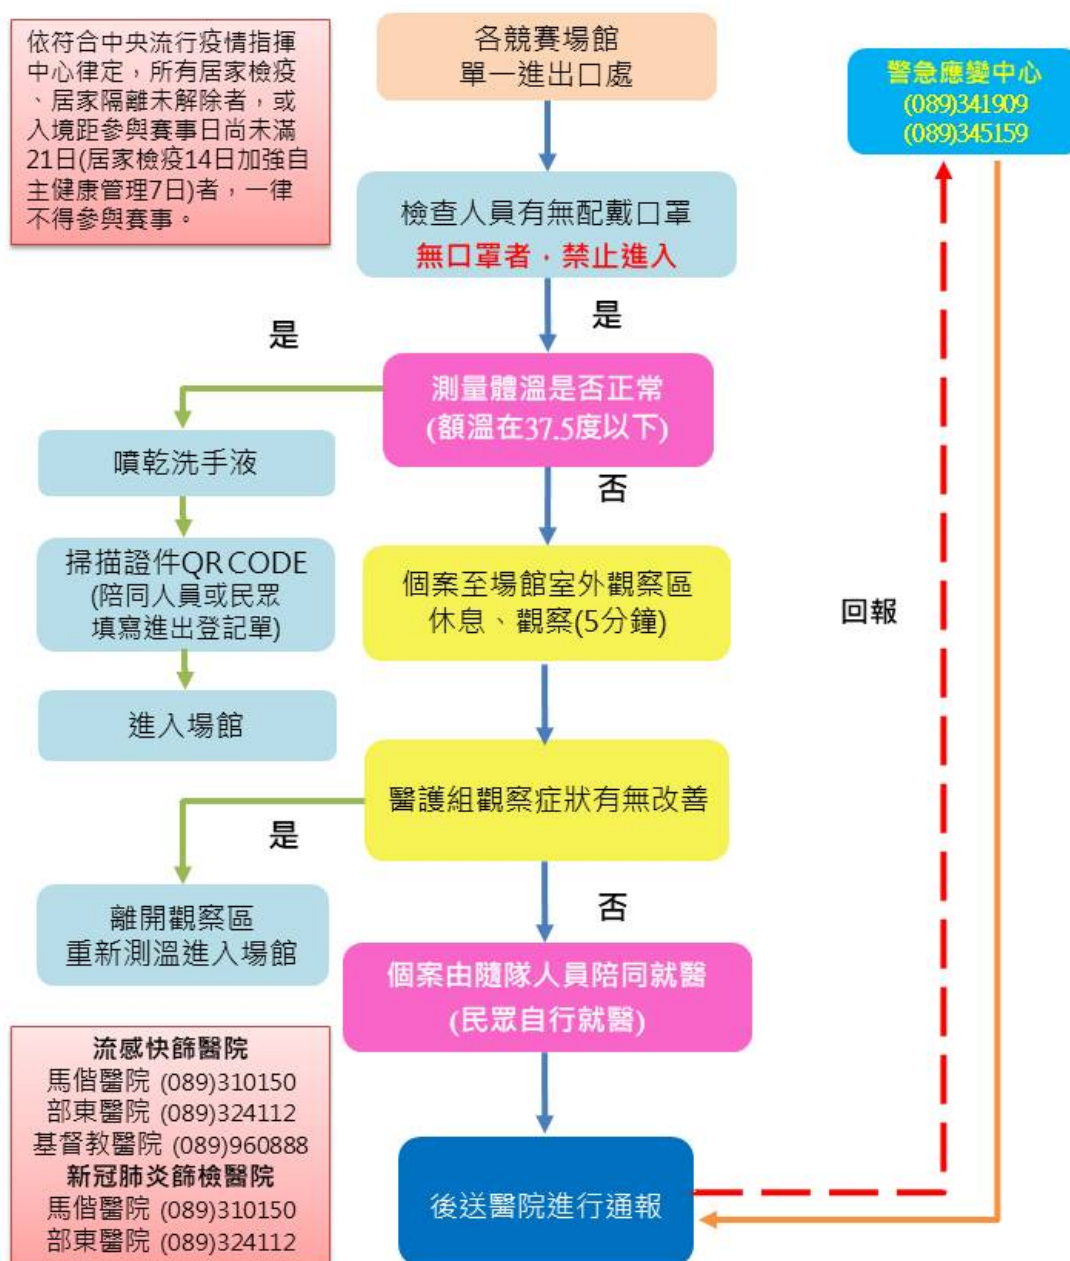 依符合中央流行疫情指揮
中心律定，所有居家檢疫
、居家隔離未解除者，或
入境距參與賽事日尚未滿
21日(居家檢疫14日加強自
主健康管理7日)者，一律
不得參與賽事。
各競賽場館
單一進出口處
警急應變中心
(089)341909
(089)345159
檢查人員有無配戴口罩
無口罩者，禁止進入
是
是
測量體溫是否正常
(額溫在37.5度以下)
噴乾洗手液
否
掃描證件QR CODE
(陪同人員或民眾
填寫進出登記單)
個案至場館室外觀察區
休息、觀察(5分鐘)
回報
進入場館
醫護組觀察症狀有無改善
是
離開觀察區
重新測溫進入場館
否
個案由隨隊人員陪同就醫
(民眾自行就醫)
流感快篩醫院
馬偕醫院 (089)310150
部東醫院 (089)324112
基督教醫院 (089)960888
新冠肺炎篩檢醫院
馬偕醫院 (089)310150
部東醫院 (089)324112
後送醫院進行通報